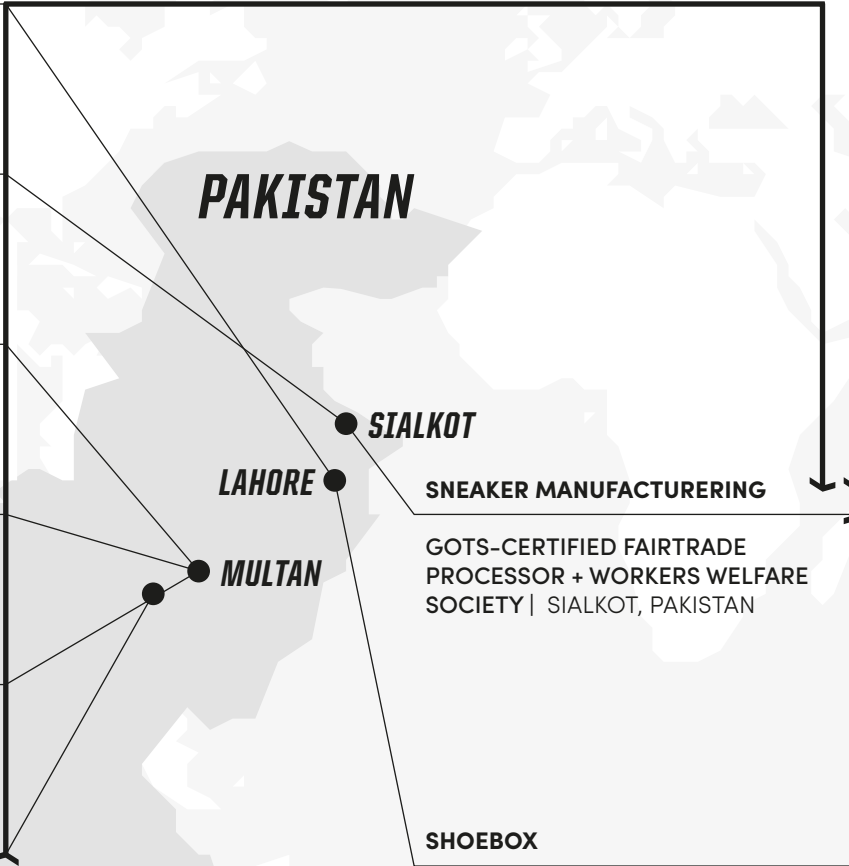 PAKISTAN
SIALKOT
LAHORE
MULTAN
SNEAKER MANUFACTURERING
GOTS-CERTIFIED FAIRTRADE
PROCESSOR + WORKERS WELFARE
SOCIETY | SIALKOT, PAKISTAN
SHOEBOX